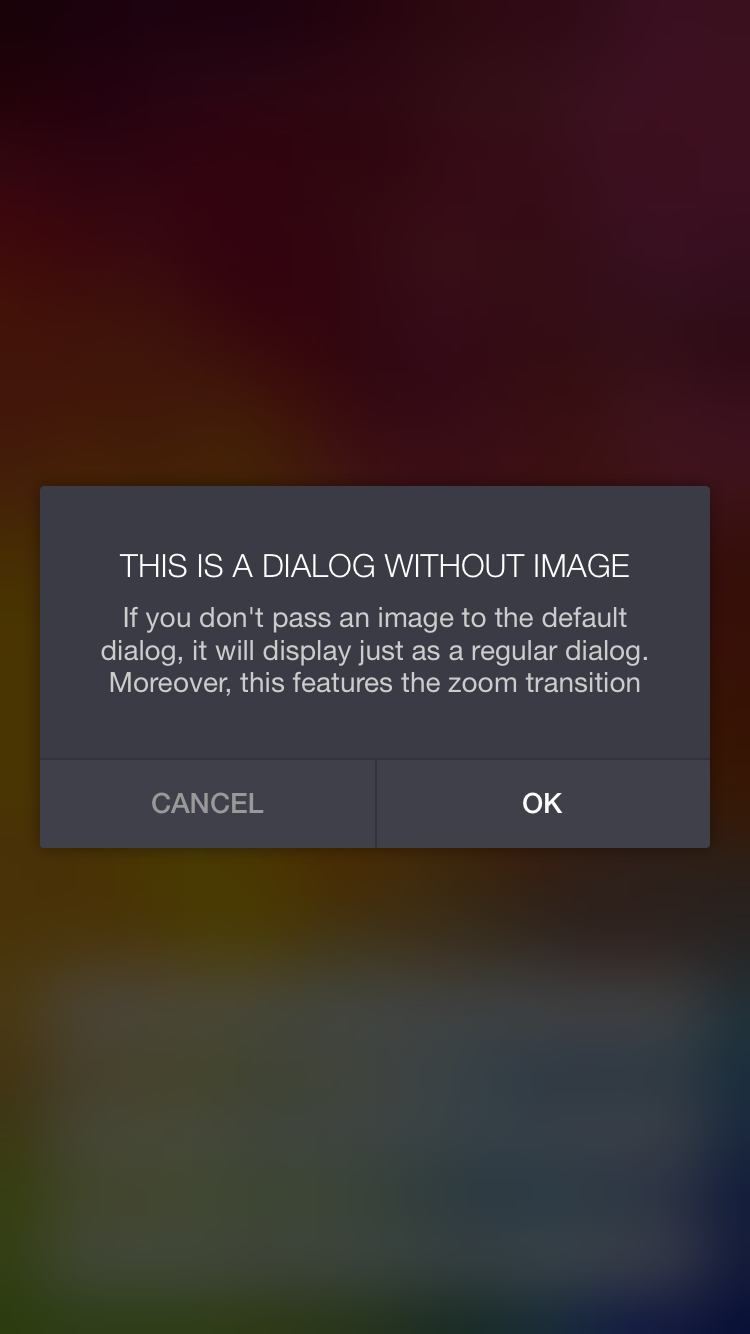 THIS IS A DIALOG WITHOUT IMAGE
If you don't pass an image to the default
dialog, it will display just as a regular dialog.
Moreover, this features the zoom transition
CANCEL
OK